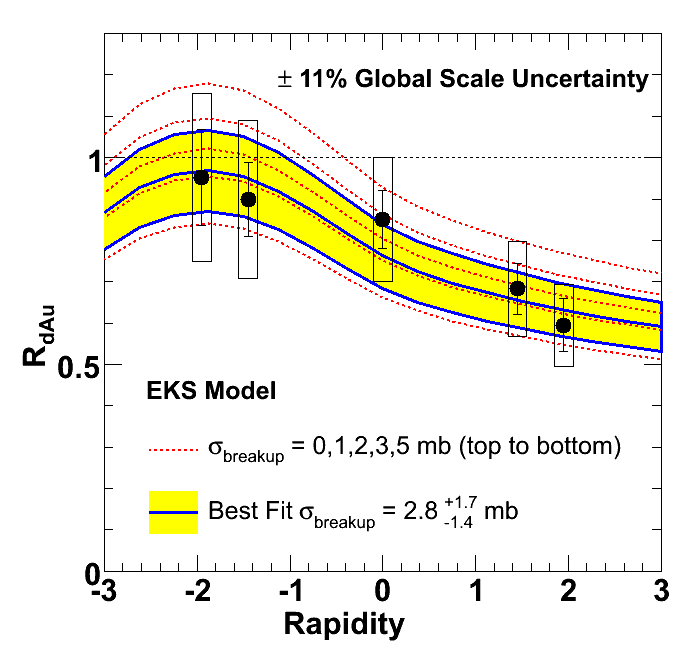 ± 11% Global Scale Uncertainty
1
R_dAu
0.5
EKS Model
σ_breakup = 0,1,2,3,5 mb (top to bottom)
Best Fit σ_breakup = 2.8 +1.7 -1.4 mb
0
-3 -2 -1 0 1 2 3
Rapidity